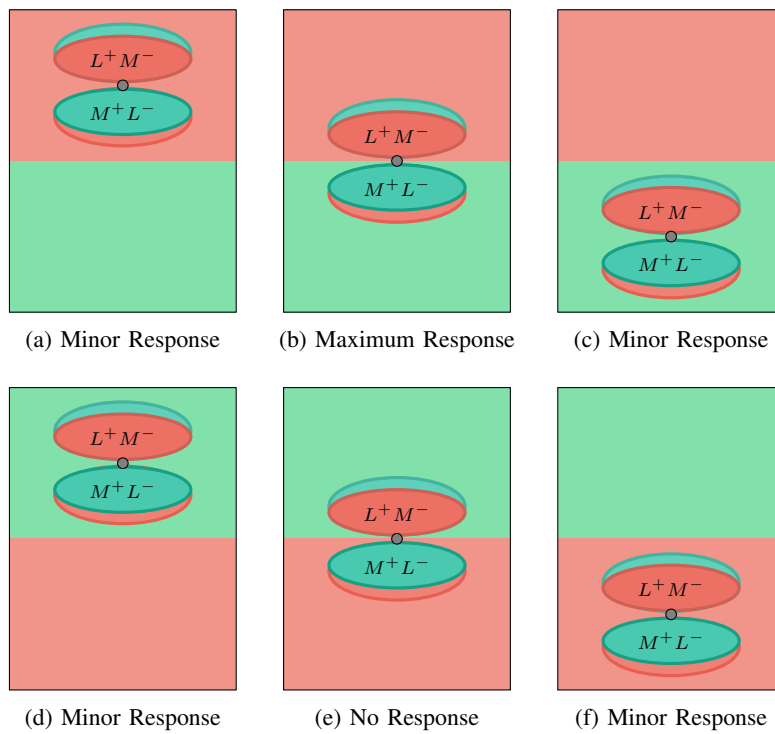 L⁺M⁻ L⁺M⁻ L⁺M⁻
M⁺L⁻ M⁺L⁻ M⁺L⁻
(a) Minor Response (b) Maximum Response (c) Minor Response
L⁺M⁻ L⁺M⁻ L⁺M⁻
M⁺L⁻ M⁺L⁻ M⁺L⁻
(d) Minor Response (e) No Response (f) Minor Response